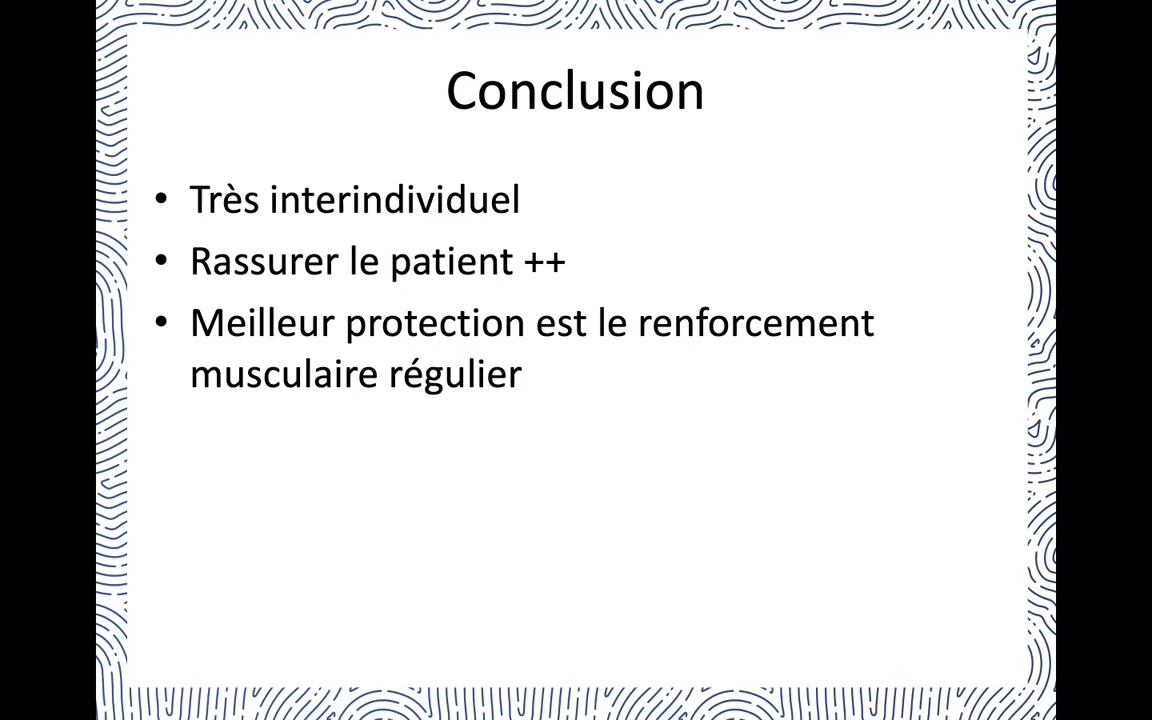 Conclusion
• Très interindividuel
• Rassurer le patient ++
• Meilleur protection est le renforcement
musculaire régulier